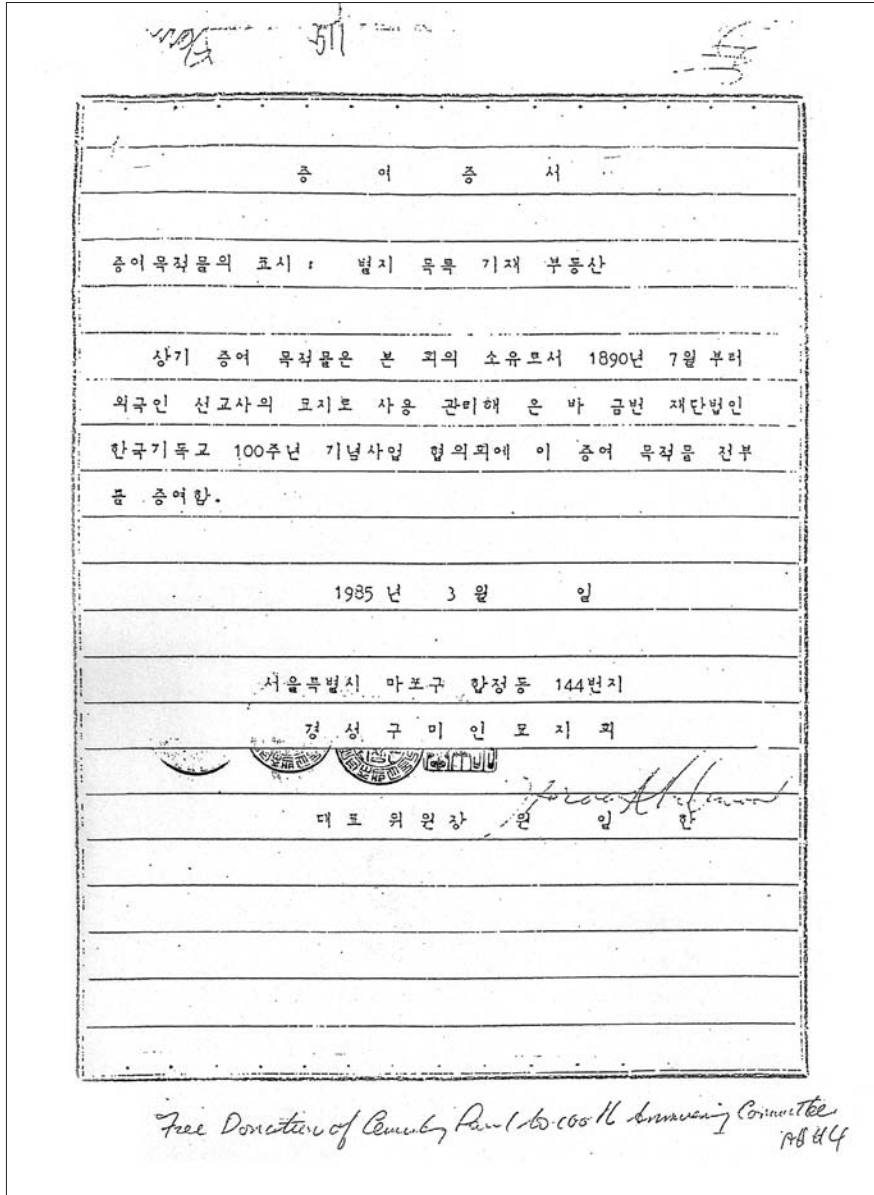 증 여 증 서
증여목적물의 표시 : 별지 목록 기재 부동산
상기 증여 목적물은 본 회의 소유로서 1890년 7월 부터
외국인 선교사의 묘지로 사용 관리해 온 바 금번 재단법인
한국기독교 100주년 기념사업 협의회에 이 증여 목적물 전부
를 증여함.
1985 년 3 월 일
서울특별시 마포구 합정동 144번지
경 성 구 미 인 묘 지 회
대 표 위 원 장 원 일 한
Free Donation of Cemetery to 100th Anniversary Committee